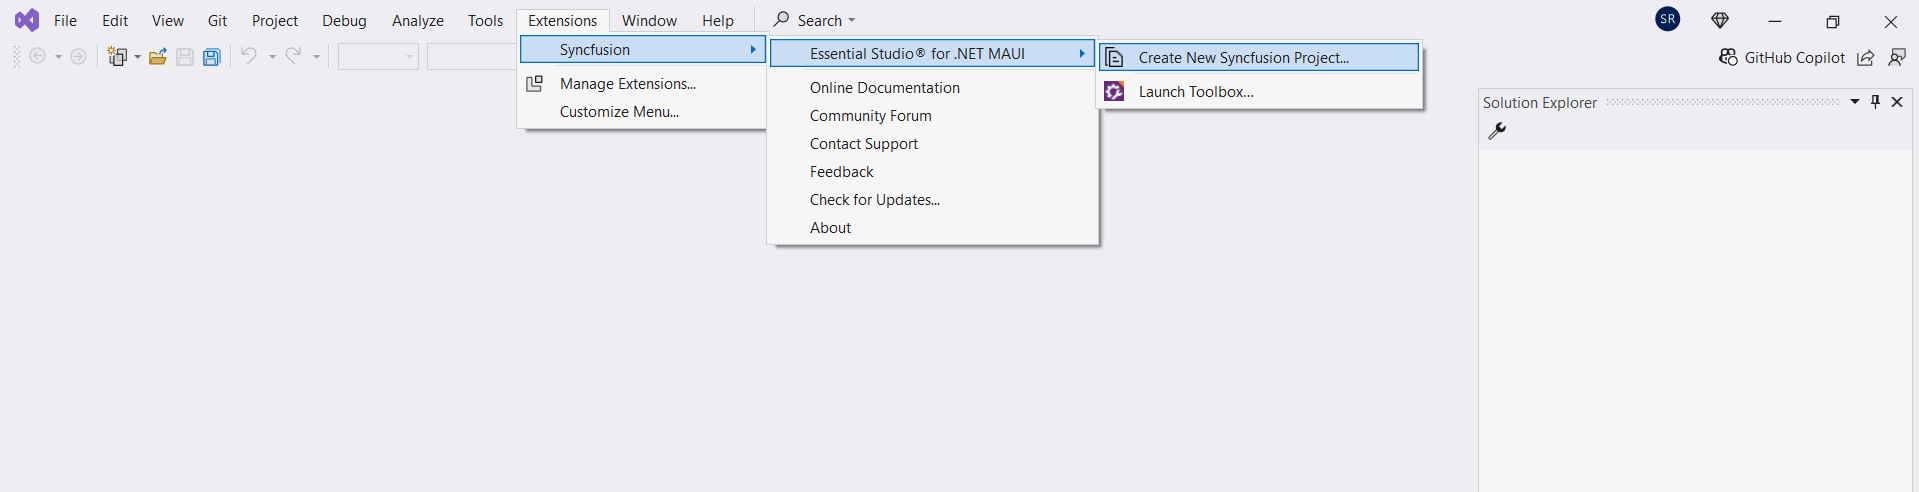 File Edit View Git Project Debug Analyze Tools Extensions Window Help Search SR
GitHub Copilot
Syncfusion
Manage Extensions...
Customize Menu...
Essential Studio® for .NET MAUI
Online Documentation
Community Forum
Contact Support
Feedback
Check for Updates...
About
Create New Syncfusion Project...
Launch Toolbox...
Solution Explorer